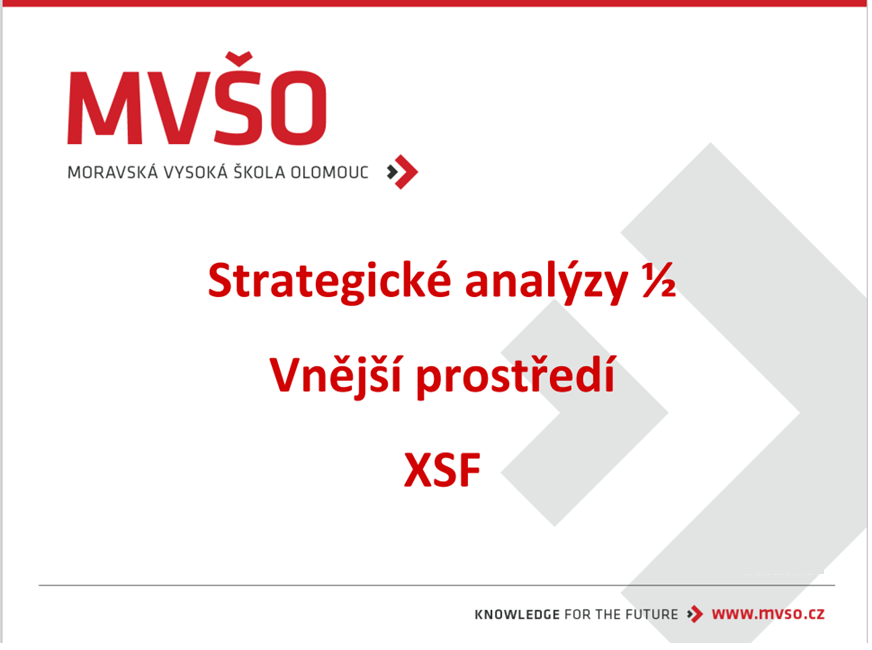 MVŠO
MORAVSKÁ VYSOKÁ ŠKOLA OLOMOUC
Strategické analýzy ½
Vnější prostředí
XSF
KNOWLEDGE FOR THE FUTURE www.mvso.cz